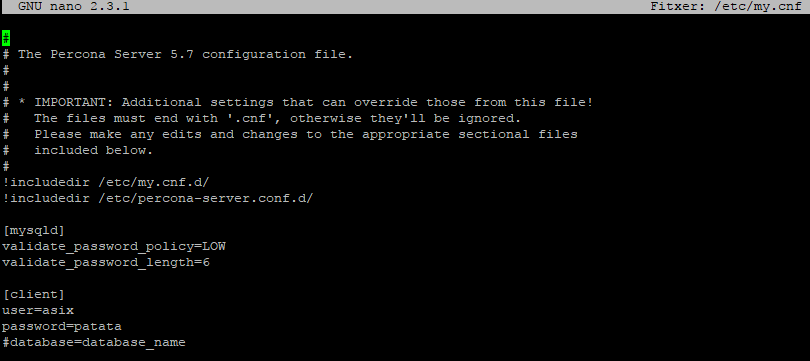 GNU nano 2.3.1 Fitxer: /etc/my.cnf
#
# The Percona Server 5.7 configuration file.
#
#
# * IMPORTANT: Additional settings that can override those from this file!
#   The files must end with '.cnf', otherwise they'll be ignored.
#   Please make any edits and changes to the appropriate sectional files
#   included below.
#
!includedir /etc/my.cnf.d/
!includedir /etc/percona-server.conf.d/
[mysqld]
validate_password_policy=LOW
validate_password_length=6
[client]
user=asix
password=patata
#database=database_name